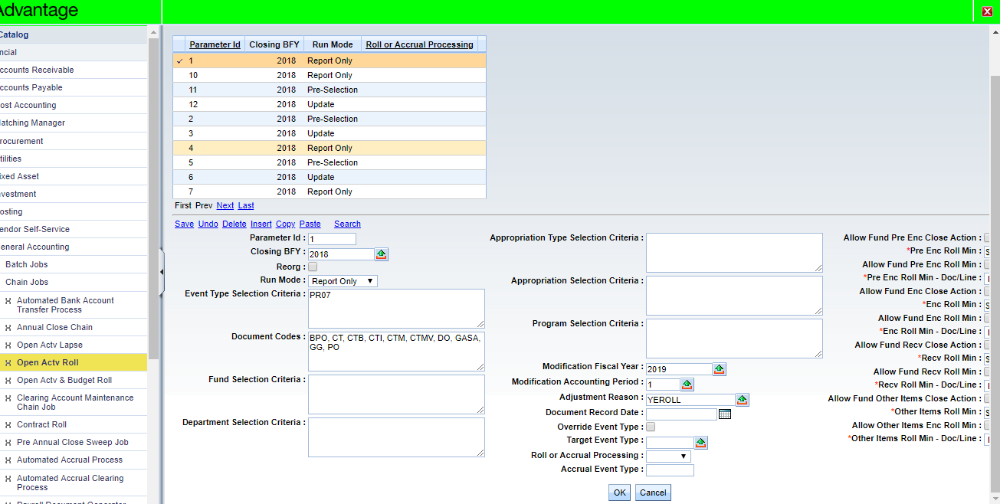 Advantage
Catalog
ncial
ccounts Receivable
ccounts Payable
ost Accounting
latching Manager
rocurement
tilities
ixed Asset
nvestment
osting
endor Self-Service
eneral Accounting
Batch Jobs
Chain Jobs
Automated Bank Account
Transfer Process
Annual Close Chain
Open Actv Lapse
Open Actv Roll
Open Actv & Budget Roll
Clearing Account Maintenance
Chain Job
Contract Roll
Pre Annual Close Sweep Job
Automated Accrual Process
Automated Accrual Clearing
Process
Payroll Document Generator
Parameter Id Closing BFY Run Mode Roll or Accrual Processing
1 2018 Report Only
10 2018 Report Only
11 2018 Pre-Selection
12 2018 Update
2 2018 Pre-Selection
3 2018 Update
4 2018 Report Only
5 2018 Pre-Selection
6 2018 Update
7 2018 Report Only
First Prev Next Last
Save Undo Delete Insert Copy Paste Search
Parameter Id : 1
Closing BFY : 2018
Reorg :
Run Mode : Report Only
Event Type Selection Criteria : PR07
Document Codes : BPO, CT, CTB, CTI, CTM, CTMV, DO, GASA,
GG, PO
Fund Selection Criteria :
Department Selection Criteria :
Appropriation Type Selection Criteria :
Appropriation Selection Criteria :
Program Selection Criteria :
Modification Fiscal Year : 2019
Modification Accounting Period : 1
Adjustment Reason : YEROLL
Document Record Date :
Override Event Type :
Target Event Type :
Roll or Accrual Processing :
Accrual Event Type :
Allow Fund Pre Enc Close Action :
*Pre Enc Roll Min : $
Allow Fund Pre Enc Roll Min :
*Pre Enc Roll Min - Doc/Line :
Allow Fund Enc Close Action :
*Enc Roll Min : $
Allow Fund Enc Roll Min :
*Enc Roll Min - Doc/Line :
Allow Fund Recv Close Action :
*Recv Roll Min : $
Allow Fund Recv Roll Min :
*Recv Roll Min - Doc/Line :
Allow Fund Other Items Close Action :
*Other Items Roll Min : $
Allow Other Items Enc Roll Min :
*Other Items Roll Min - Doc/Line :
OK Cancel